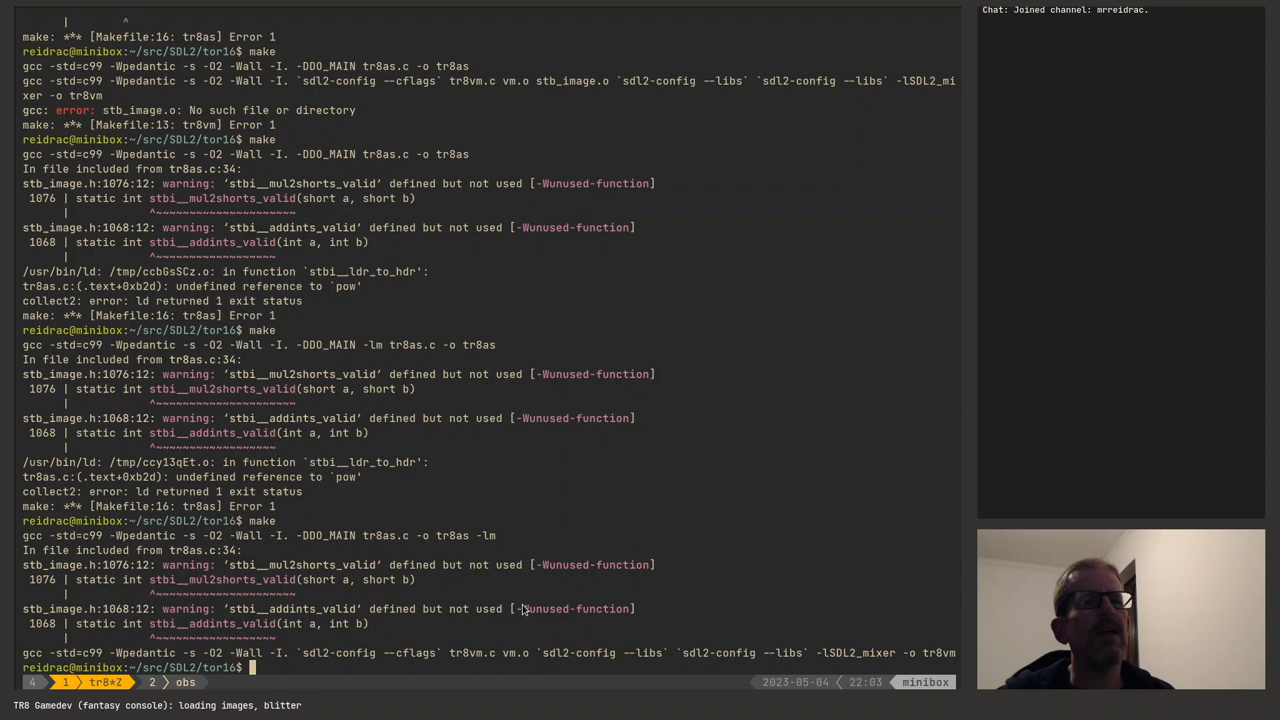 |         ^
make: *** [Makefile:16: tr8as] Error 1
reidrac@minibox:~/src/SDL2/tor16$ make
gcc -std=c99 -Wpedantic -s -O2 -Wall -I. -DDO_MAIN tr8as.c -o tr8as
gcc -std=c99 -Wpedantic -s -O2 -Wall -I. `sdl2-config --cflags` tr8vm.c vm.o stb_image.o `sdl2-config --libs` `sdl2-config --libs` -lSDL2_mi
xer -o tr8vm
gcc: error: stb_image.o: No such file or directory
make: *** [Makefile:13: tr8vm] Error 1
reidrac@minibox:~/src/SDL2/tor16$ make
gcc -std=c99 -Wpedantic -s -O2 -Wall -I. -DDO_MAIN tr8as.c -o tr8as
In file included from tr8as.c:34:
stb_image.h:1076:12: warning: ‘stbi__mul2shorts_valid’ defined but not used [-Wunused-function]
 1076 | static int stbi__mul2shorts_valid(short a, short b)
      |            ^~~~~~~~~~~~~~~~~~~~~~
stb_image.h:1068:12: warning: ‘stbi__addints_valid’ defined but not used [-Wunused-function]
 1068 | static int stbi__addints_valid(int a, int b)
      |            ^~~~~~~~~~~~~~~~~~~
/usr/bin/ld: /tmp/ccbGsSCz.o: in function `stbi__ldr_to_hdr':
tr8as.c:(.text+0xb2d): undefined reference to `pow'
collect2: error: ld returned 1 exit status
make: *** [Makefile:16: tr8as] Error 1
reidrac@minibox:~/src/SDL2/tor16$ make
gcc -std=c99 -Wpedantic -s -O2 -Wall -I. -DDO_MAIN -lm tr8as.c -o tr8as
In file included from tr8as.c:34:
stb_image.h:1076:12: warning: ‘stbi__mul2shorts_valid’ defined but not used [-Wunused-function]
 1076 | static int stbi__mul2shorts_valid(short a, short b)
      |            ^~~~~~~~~~~~~~~~~~~~~~
stb_image.h:1068:12: warning: ‘stbi__addints_valid’ defined but not used [-Wunused-function]
 1068 | static int stbi__addints_valid(int a, int b)
      |            ^~~~~~~~~~~~~~~~~~~
/usr/bin/ld: /tmp/ccy13qEt.o: in function `stbi__ldr_to_hdr':
tr8as.c:(.text+0xb2d): undefined reference to `pow'
collect2: error: ld returned 1 exit status
make: *** [Makefile:16: tr8as] Error 1
reidrac@minibox:~/src/SDL2/tor16$ make
gcc -std=c99 -Wpedantic -s -O2 -Wall -I. -DDO_MAIN tr8as.c -o tr8as -lm
In file included from tr8as.c:34:
stb_image.h:1076:12: warning: ‘stbi__mul2shorts_valid’ defined but not used [-Wunused-function]
 1076 | static int stbi__mul2shorts_valid(short a, short b)
      |            ^~~~~~~~~~~~~~~~~~~~~~
stb_image.h:1068:12: warning: ‘stbi__addints_valid’ defined but not used [-Wunused-function]
 1068 | static int stbi__addints_valid(int a, int b)
      |            ^~~~~~~~~~~~~~~~~~~
gcc -std=c99 -Wpedantic -s -O2 -Wall -I. `sdl2-config --cflags` tr8vm.c vm.o `sdl2-config --libs` `sdl2-config --libs` -lSDL2_mixer -o tr8vm
reidrac@minibox:~/src/SDL2/tor16$
4 1 tr8*Z 2 obs 2023-05-04 22:03 minibox
TR8 Gamedev (fantasy console): loading images, blitter
Chat: Joined channel: mrreidrac.